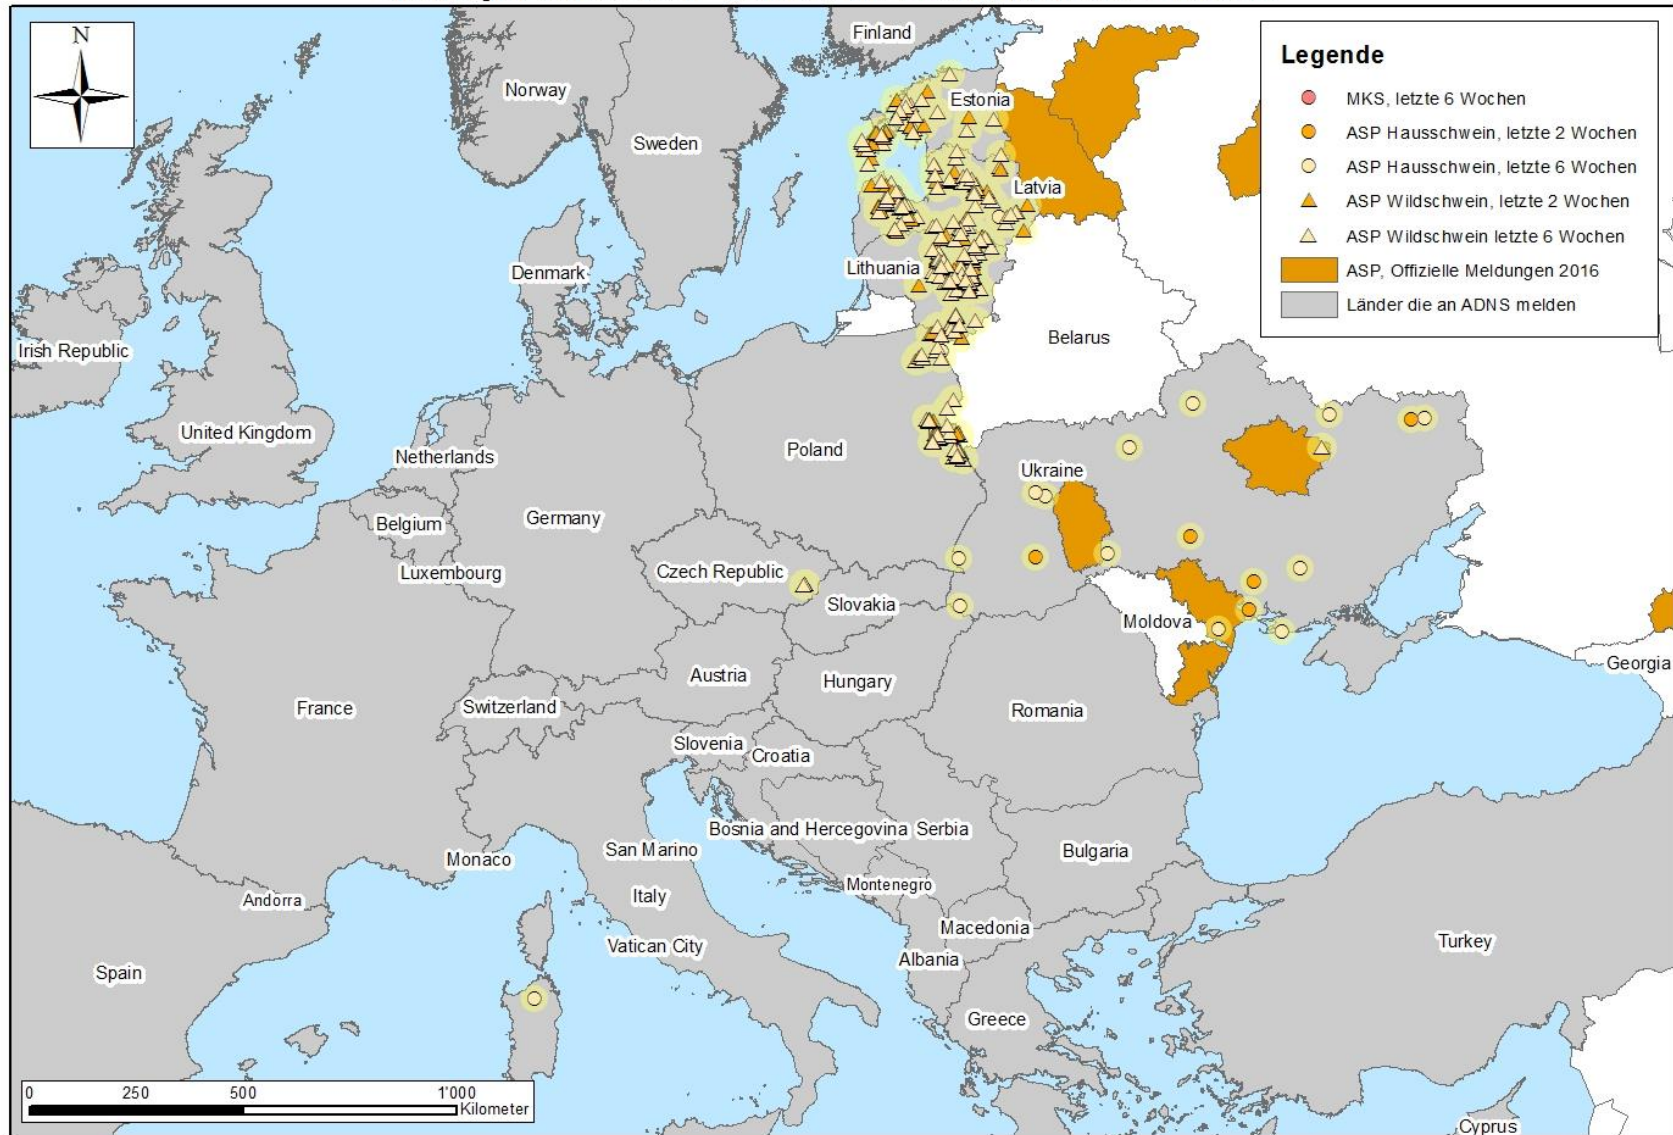 N
Legende
MKS, letzte 6 Wochen
ASP Hausschwein, letzte 2 Wochen
ASP Hausschwein, letzte 6 Wochen
ASP Wildschwein, letzte 2 Wochen
ASP Wildschwein letzte 6 Wochen
ASP, Offizielle Meldungen 2016
Länder die an ADNS melden
Finland
Norway
Estonia
Sweden
Latvia
Lithuania
Denmark
Belarus
Irish Republic
United Kingdom
Netherlands
Poland
Ukraine
Belgium
Germany
Luxembourg
Czech Republic
Slovakia
Moldova
Georgia
Austria
Hungary
France
Switzerland
Romania
Slovenia
Croatia
Bosnia and Hercegovina
Serbia
Monaco
San Marino
Bulgaria
Montenegro
Andorra
Italy
Macedonia
Vatican City
Albania
Turkey
Spain
Greece
0 250 500 1'000
Kilometer
Cyprus